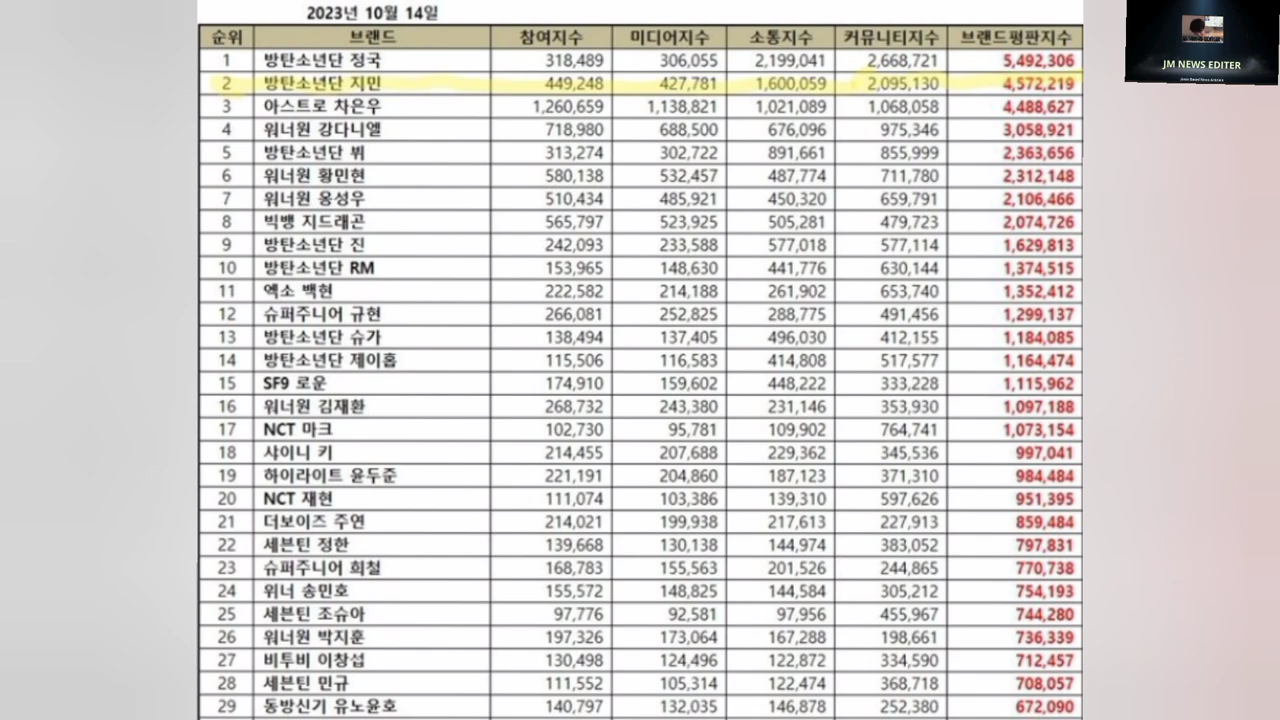 2023년 10월 14일
순위 브랜드 참여지수 미디어지수 소통지수 커뮤니티지수 브랜드평판지수
1 방탄소년단 정국 318,489 306,055 2,199,041 2,668,721 5,492,306
2 방탄소년단 지민 449,248 427,781 1,600,059 2,095,130 4,572,219
3 아스트로 차은우 1,260,659 1,138,821 1,021,089 1,068,058 4,488,627
4 워너원 강다니엘 718,980 688,500 676,096 975,346 3,058,921
5 방탄소년단 뷔 313,274 302,722 891,661 855,999 2,363,656
6 워너원 황민현 580,138 532,457 487,774 711,780 2,312,148
7 워너원 옹성우 510,434 485,921 450,320 659,791 2,106,466
8 빅뱅 지드래곤 565,797 523,925 505,281 479,723 2,074,726
9 방탄소년단 진 242,093 233,588 577,018 577,114 1,629,813
10 방탄소년단 RM 153,965 148,630 441,776 630,144 1,374,515
11 엑소 백현 222,582 214,188 261,902 653,740 1,352,412
12 슈퍼주니어 규현 266,081 252,825 288,775 491,456 1,299,137
13 방탄소년단 슈가 138,494 137,405 496,030 412,155 1,184,085
14 방탄소년단 제이홉 115,506 116,583 414,808 517,577 1,164,474
15 SF9 로운 174,910 159,602 448,222 333,228 1,115,962
16 워너원 김재환 268,732 243,380 231,146 353,930 1,097,188
17 NCT 마크 102,730 95,781 109,902 764,741 1,073,154
18 샤이니 키 214,455 207,688 229,362 345,536 997,041
19 하이라이트 윤두준 221,191 204,860 187,123 371,310 984,484
20 NCT 재현 111,074 103,386 139,310 597,626 951,395
21 더보이즈 주연 214,021 199,938 217,613 227,913 859,484
22 세븐틴 정한 139,668 130,138 144,974 383,052 797,831
23 슈퍼주니어 희철 168,783 155,563 201,526 244,865 770,738
24 위너 송민호 155,572 148,825 144,584 305,212 754,193
25 세븐틴 조슈아 97,776 92,581 97,956 455,967 744,280
26 워너원 박지훈 197,326 173,064 167,288 198,661 736,339
27 비투비 이창섭 130,498 124,496 122,872 334,590 712,457
28 세븐틴 민규 111,552 105,314 122,474 368,718 708,057
29 동방신기 유노윤호 140,797 132,035 146,878 252,380 672,090
JM NEWS EDITER